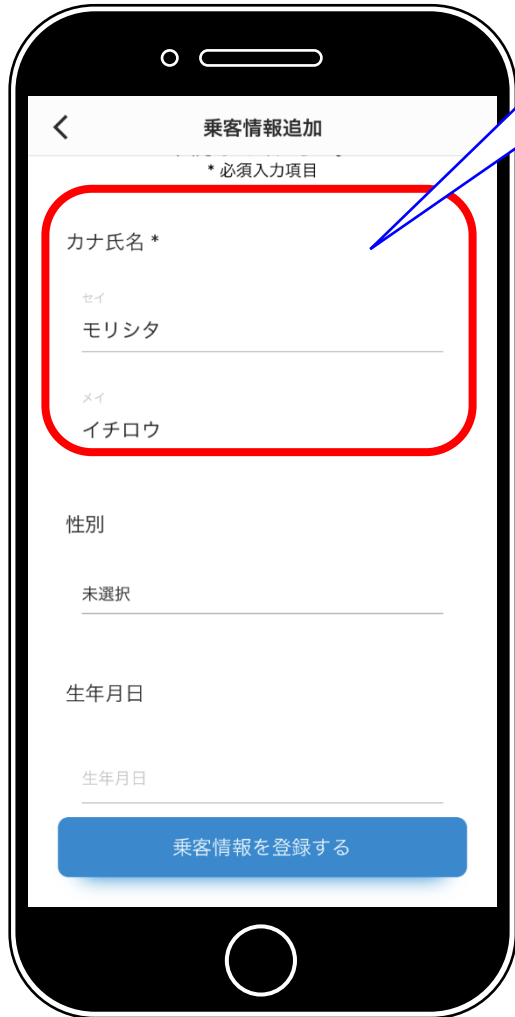 乗客情報追加
* 必須入力項目
カナ氏名 *
セイ
モリシタ
メイ
イチロウ
性別
未選択
生年月日
生年月日
乗客情報を登録する